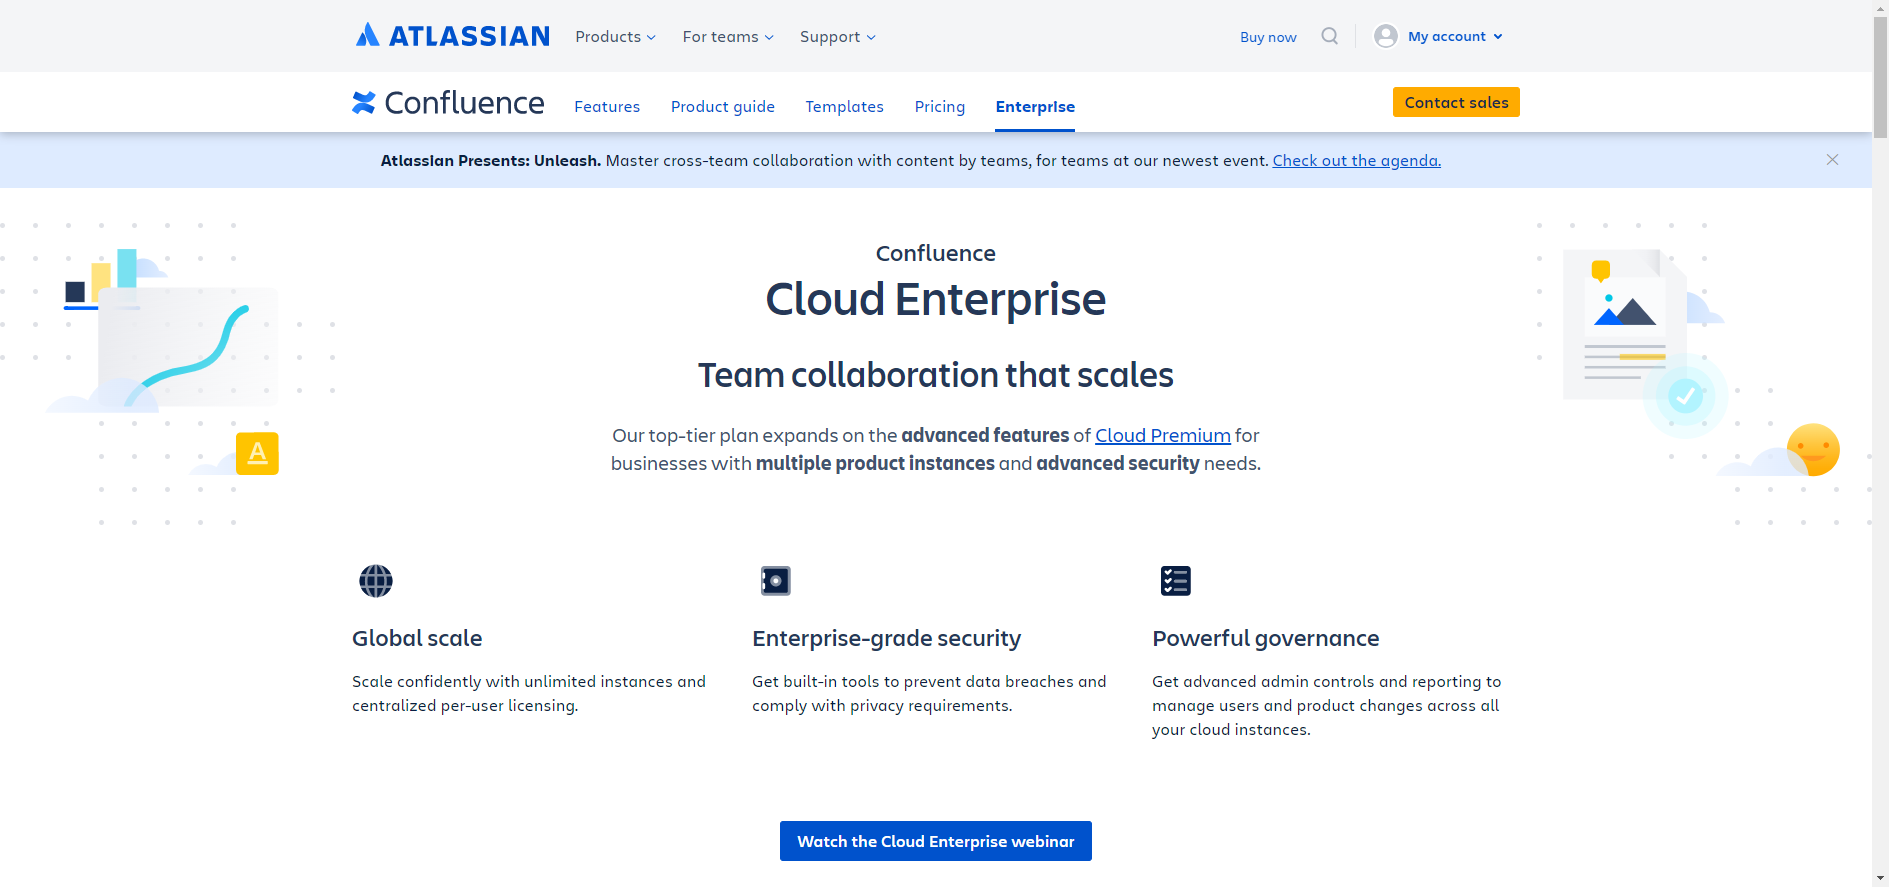 ATLASSIAN Products For teams Support Buy now My account
Confluence Features Product guide Templates Pricing Enterprise Contact sales
Atlassian Presents: Unleash. Master cross-team collaboration with content by teams, for teams at our newest event. Check out the agenda.
Confluence
Cloud Enterprise
Team collaboration that scales
Our top-tier plan expands on the advanced features of Cloud Premium for
businesses with multiple product instances and advanced security needs.
A
Global scale
Scale confidently with unlimited instances and
centralized per-user licensing.
Enterprise-grade security
Get built-in tools to prevent data breaches and
comply with privacy requirements.
Powerful governance
Get advanced admin controls and reporting to
manage users and product changes across all
your cloud instances.
Watch the Cloud Enterprise webinar